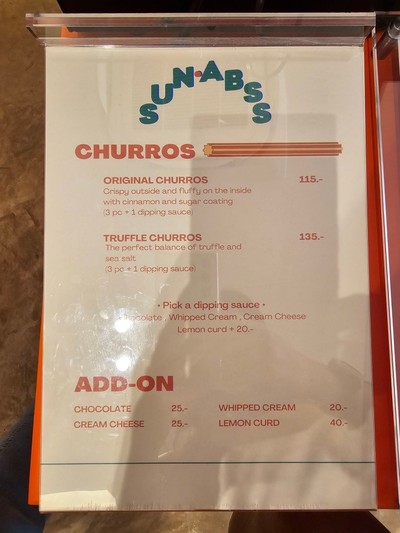 SUN·ABSS
CHURROS
ORIGINAL CHURROS 115.-
Crispy outside and fluffy on the inside
with cinnamon and sugar coating
(3 pc + 1 dipping sauce)
TRUFFLE CHURROS 135.-
The perfect balance of truffle and
sea salt
(3 pc + 1 dipping sauce)
• Pick a dipping sauce •
Chocolate , Whipped Cream , Cream Cheese
Lemon curd + 20.-
ADD-ON
CHOCOLATE 25.- WHIPPED CREAM 20.-
CREAM CHEESE 25.- LEMON CURD 40.-